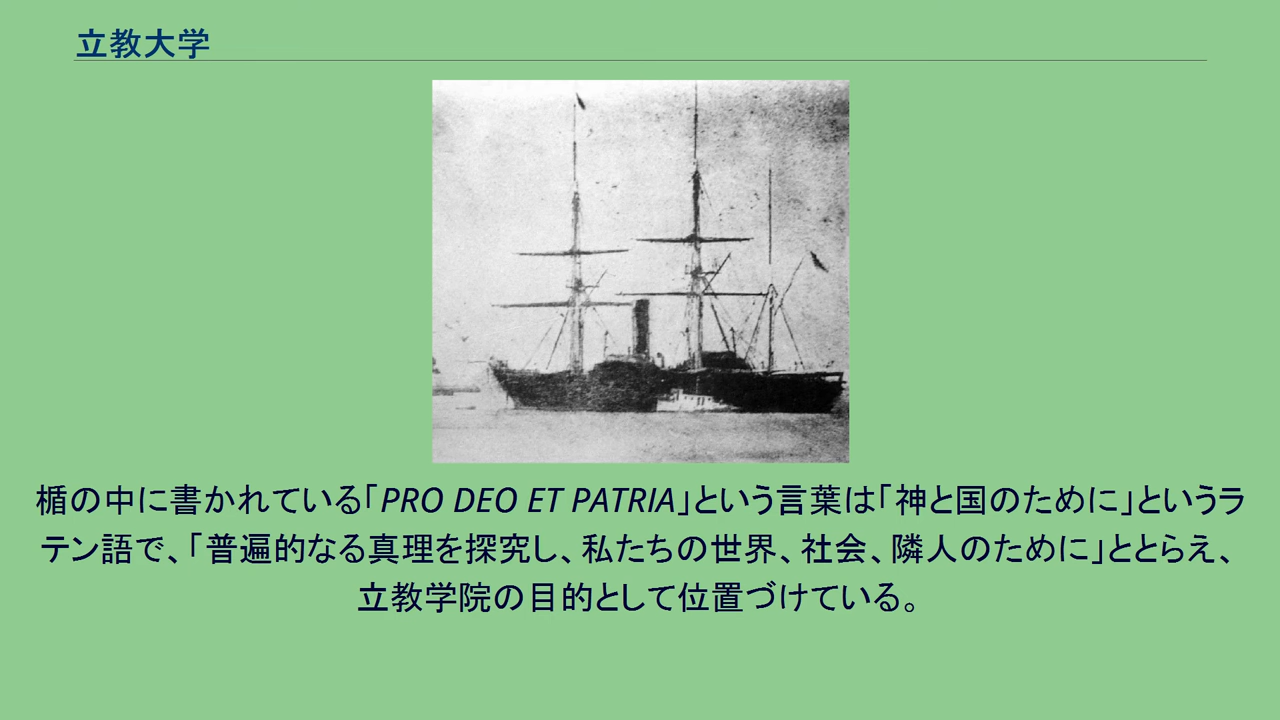 立教大学
楯の中に書かれている「PRO DEO ET PATRIA」という言葉は「神と国のために」というラ
テン語で、「普遍的なる真理を探究し、私たちの世界、社会、隣人のために」ととらえ、
立教学院の目的として位置づけている。